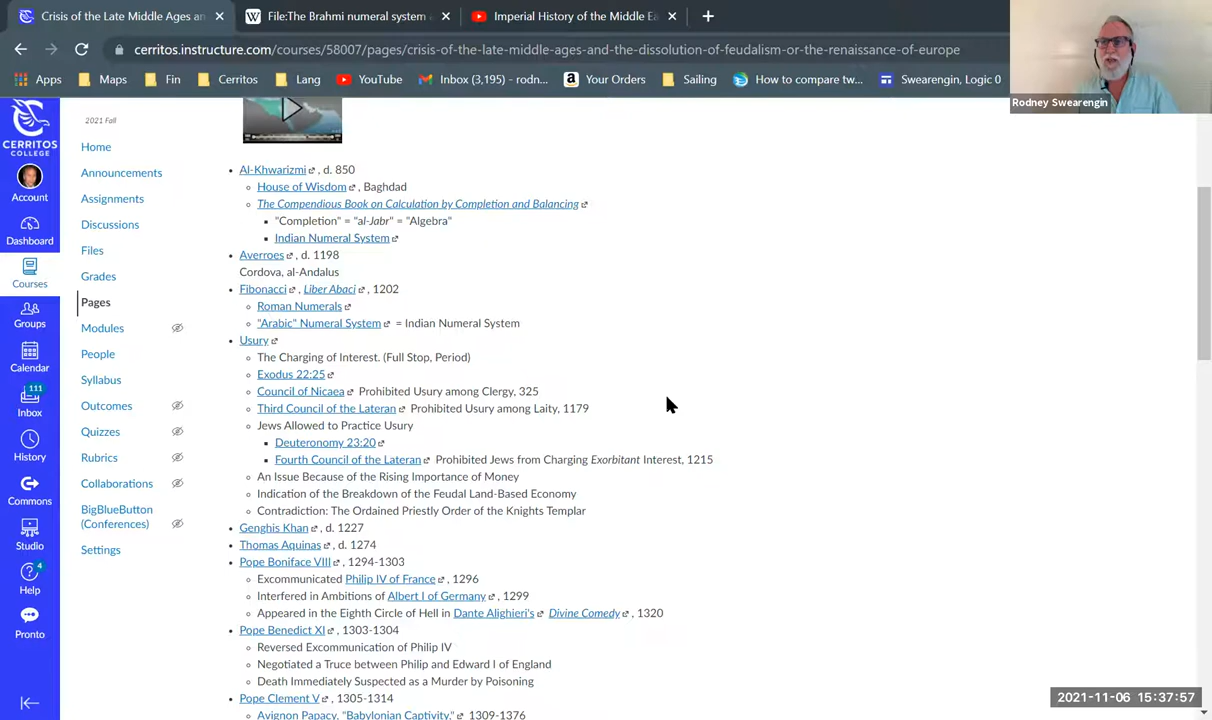 Crisis of the Late Middle Ages an
File:The Brahmi numeral system
Imperial History of the Middle Ea
cerritos.instructure.com/courses/58007/pages/crisis-of-the-late-middle-ages-and-the-dissolution-of-feudalism-or-the-renaissance-of-europe
Apps
Maps
Fin
Cerritos
Lang
YouTube
Inbox (3,195) - rodn...
Your Orders
Sailing
How to compare tw...
Swearengin, Logic 0
Rodney Swearengin
CERRITOS
COLLEGE
Account
Dashboard
Courses
Groups
Calendar
111
Inbox
History
Commons
Studio
4
Help
Pronto
2021 Fall
Home
Announcements
Assignments
Discussions
Files
Grades
Pages
Modules
People
Syllabus
Outcomes
Quizzes
Rubrics
Collaborations
BigBlueButton
(Conferences)
Settings
Al-Khwarizmi , d. 850
House of Wisdom , Baghdad
The Compendious Book on Calculation by Completion and Balancing
"Completion" = "al-Jabr" = "Algebra"
Indian Numeral System
Averroes , d. 1198
Cordova, al-Andalus
Fibonacci , Liber Abaci , 1202
Roman Numerals
"Arabic" Numeral System = Indian Numeral System
Usury
The Charging of Interest. (Full Stop, Period)
Exodus 22:25
Council of Nicaea Prohibited Usury among Clergy, 325
Third Council of the Lateran Prohibited Usury among Laity, 1179
Jews Allowed to Practice Usury
Deuteronomy 23:20
Fourth Council of the Lateran Prohibited Jews from Charging Exorbitant Interest, 1215
An Issue Because of the Rising Importance of Money
Indication of the Breakdown of the Feudal Land-Based Economy
Contradiction: The Ordained Priestly Order of the Knights Templar
Genghis Khan , d. 1227
Thomas Aquinas , d. 1274
Pope Boniface VIII , 1294-1303
Excommunicated Philip IV of France , 1296
Interfered in Ambitions of Albert I of Germany , 1299
Appeared in the Eighth Circle of Hell in Dante Alighieri's Divine Comedy , 1320
Pope Benedict XI , 1303-1304
Reversed Excommunication of Philip IV
Negotiated a Truce between Philip and Edward I of England
Death Immediately Suspected as a Murder by Poisoning
Pope Clement V , 1305-1314
Avignon Papacy, "Babylonian Captivity," 1309-1376
2021-11-06 15:37:57